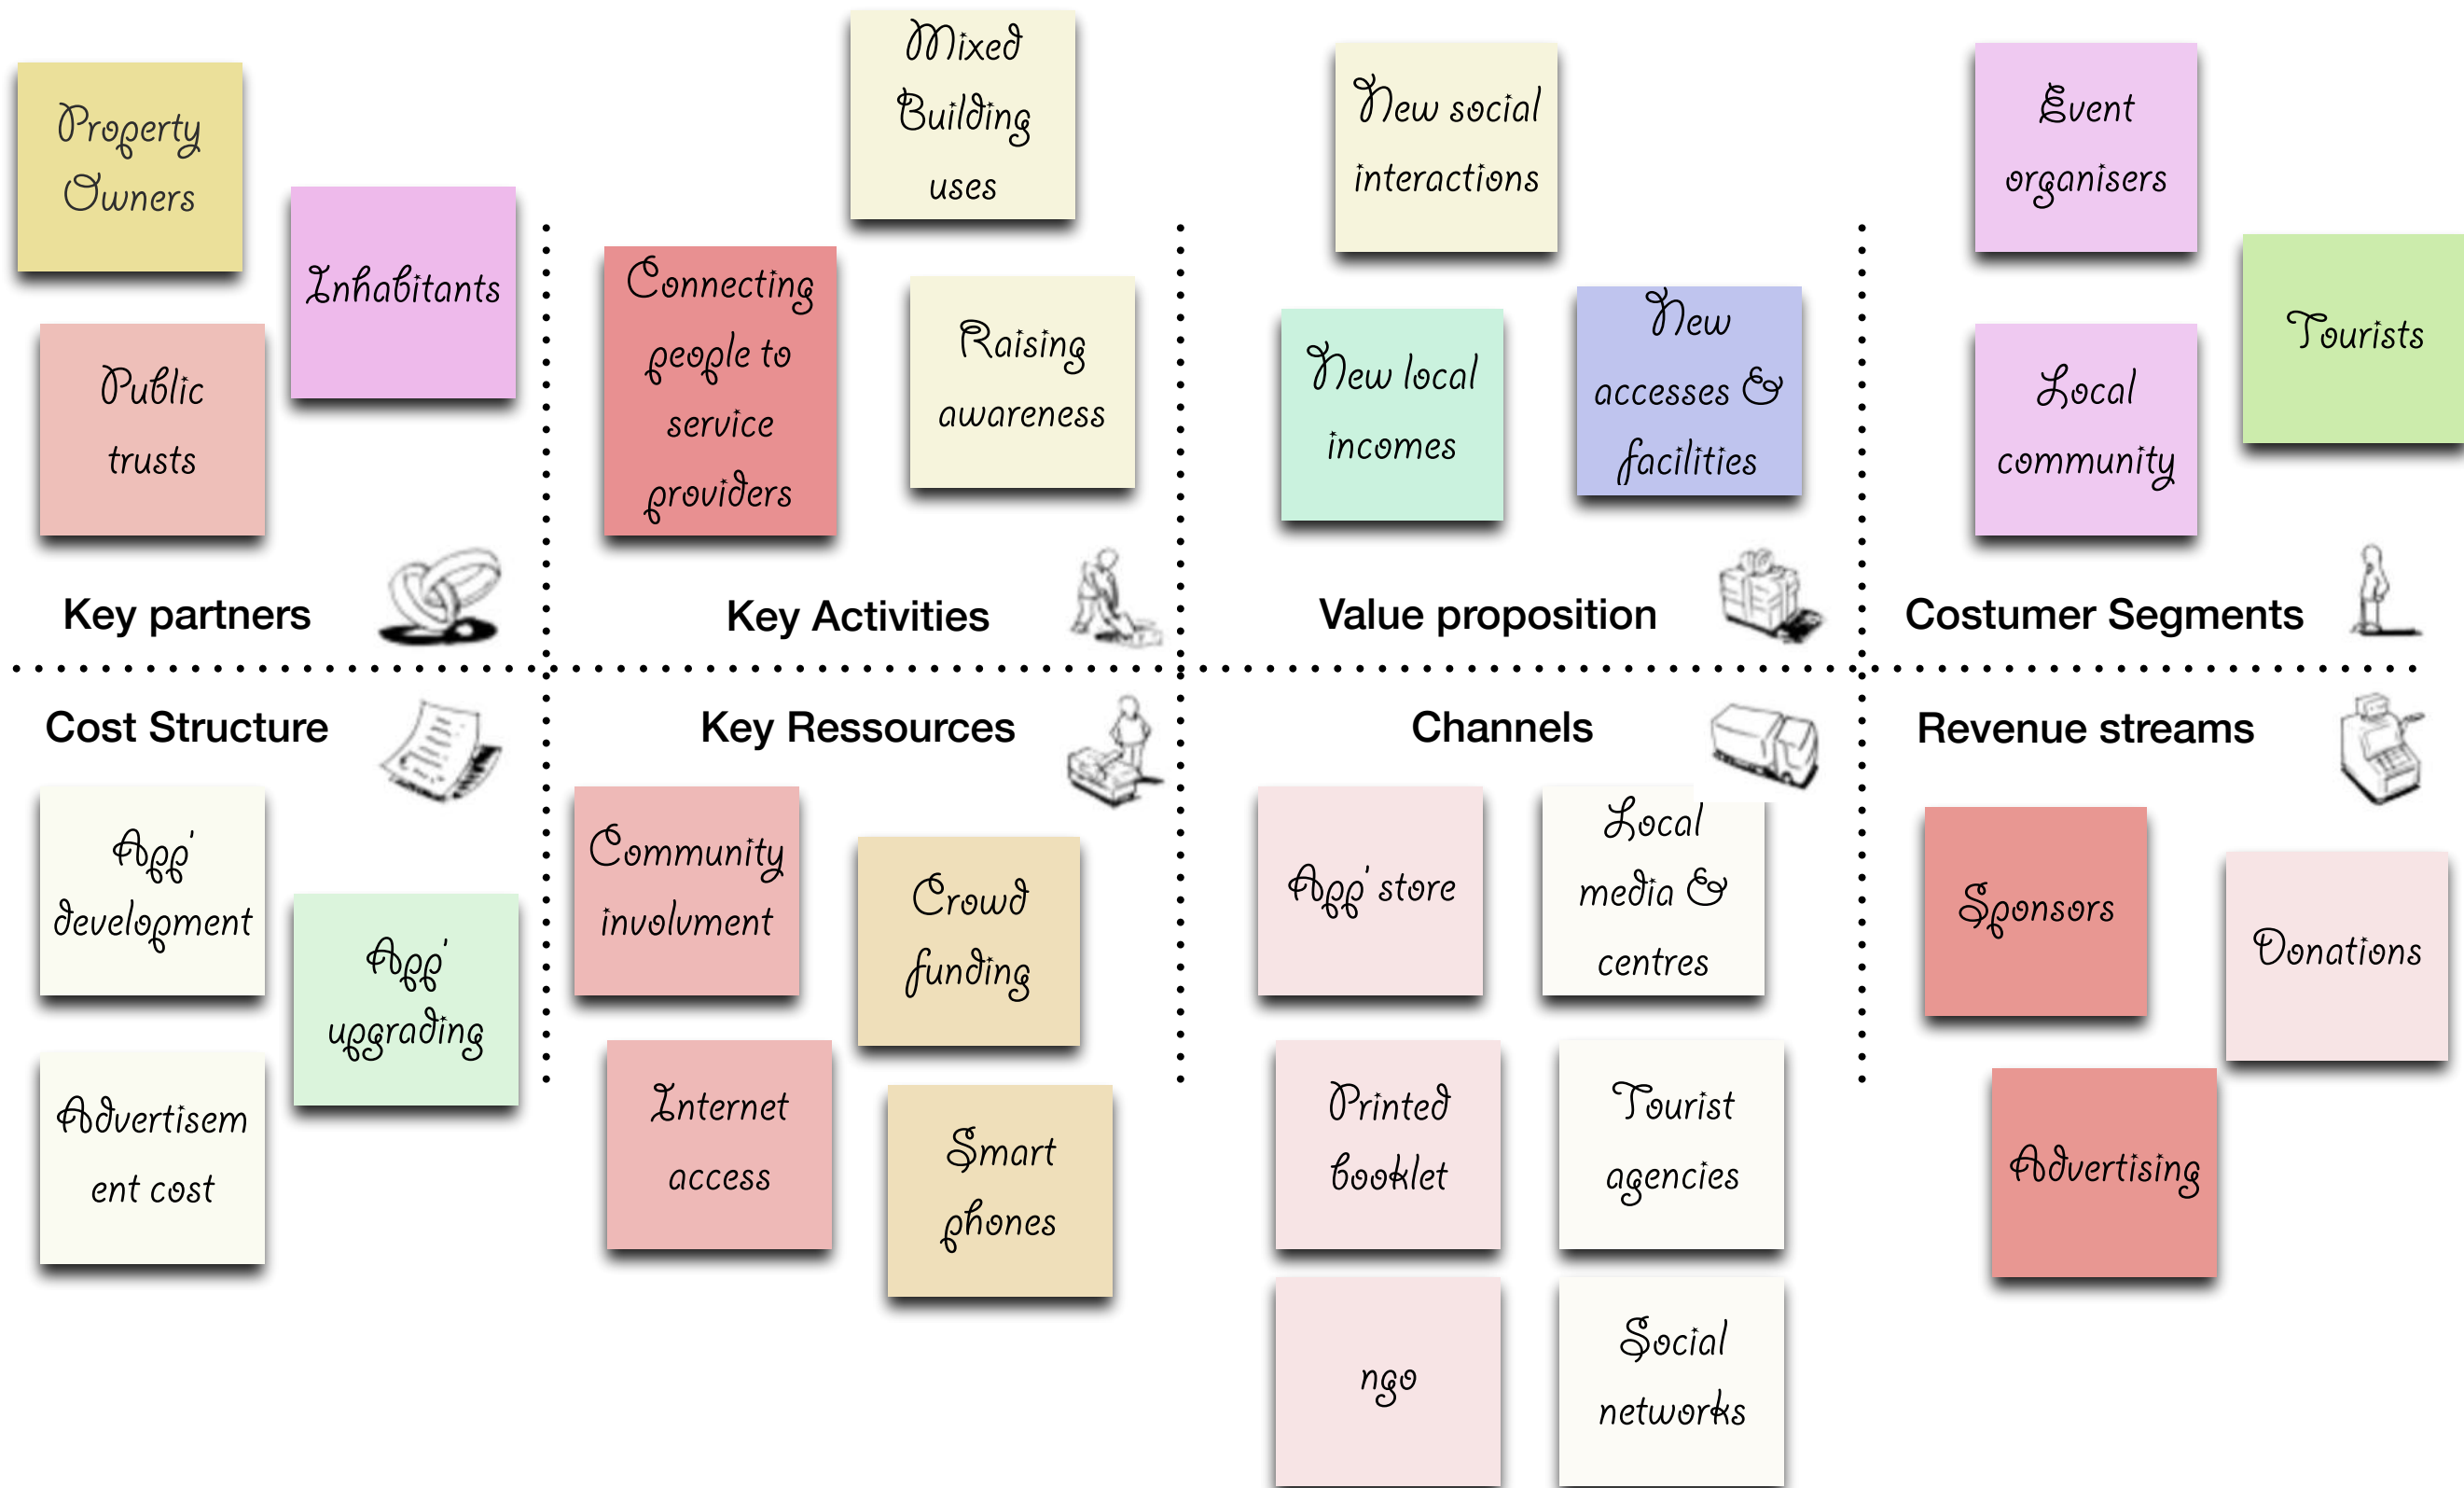 Property
Owners
Inhabitants
Public
trusts
Key partners
Mixed
Building
uses
Connecting
people to
service
providers
Raising
awareness
Key Activities
New social
interactions
New local
incomes
New
accesses &
facilities
Value proposition
Event
organisers
Tourists
Local
community
Costumer Segments
Cost Structure
App'
development
App'
upgrading
Advertisem
ent cost
Key Ressources
Community
involvment
Crowd
funding
Internet
access
Smart
phones
Channels
App' store
Local
media &
centres
Printed
booklet
Tourist
agencies
ngo
Social
networks
Revenue streams
Sponsors
Donations
Advertising